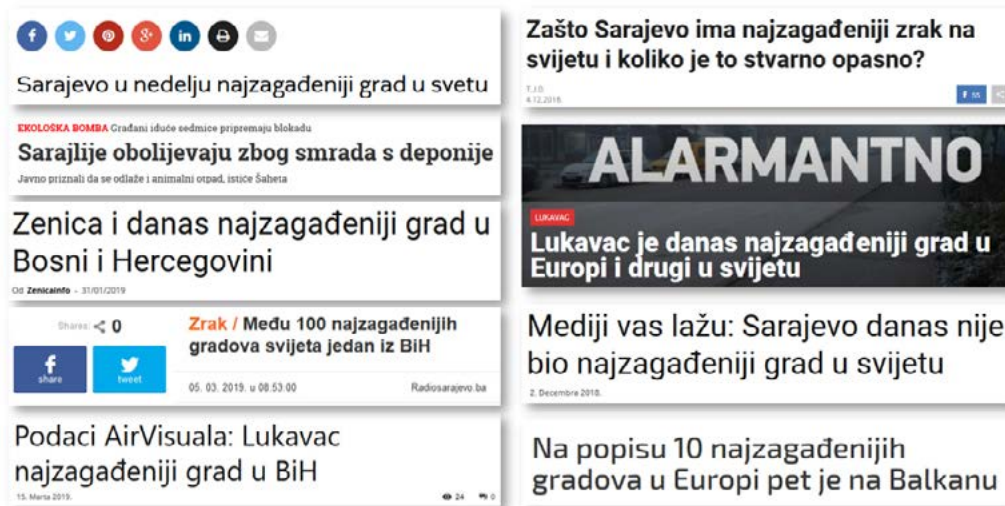 Sarajevo u nedelju najzagađeniji grad u svetu
EKOLOŠKA BOMBA Građani iduće sedmice pripremaju blokadu
Sarajlije obolijevaju zbog smrada s deponije
Javno priznali da se odlaže i animalni otpad, ističe Šaheta
Zenica i danas najzagađeniji grad u
Bosni i Hercegovini
Od Zenicainfo - 31/01/2019
Shares 0
share
tweet
Zrak / Među 100 najzagađenijih
gradova svijeta jedan iz BiH
05. 03. 2019. u 08.53.00
Radiosarajevo.ba
Podaci AirVisuala: Lukavac
najzagađeniji grad u BiH
15. Marta 2019.
24 0
Zašto Sarajevo ima najzagađeniji zrak na
svijetu i koliko je to stvarno opasno?
4.12.2018.
ALARMANTNO
LUKAVAC
Lukavac je danas najzagađeniji grad u
Europi i drugi u svijetu
Mediji vas lažu: Sarajevo danas nije
bio najzagađeniji grad u svijetu
2. Decembra 2018.
Na popisu 10 najzagađenijih
gradova u Europi pet je na Balkanu